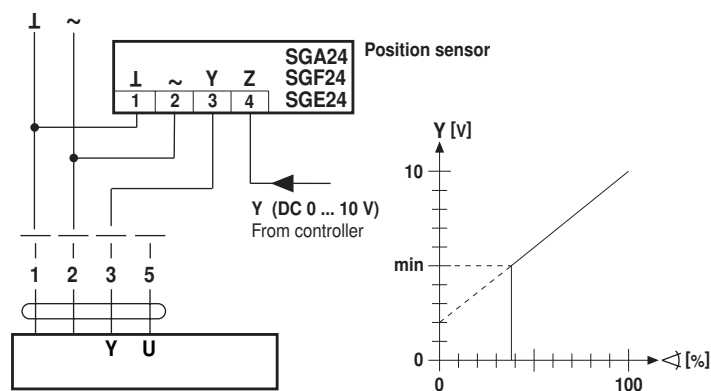 ⊥ ~
SGA24
SGF24
SGE24
Position sensor
⊥ ~ Y Z
1 2 3 4
Y (DC 0 ... 10 V)
From controller
1 2 3 5
Y U
Y [V]
10
min
0
0 100
∢ [%]